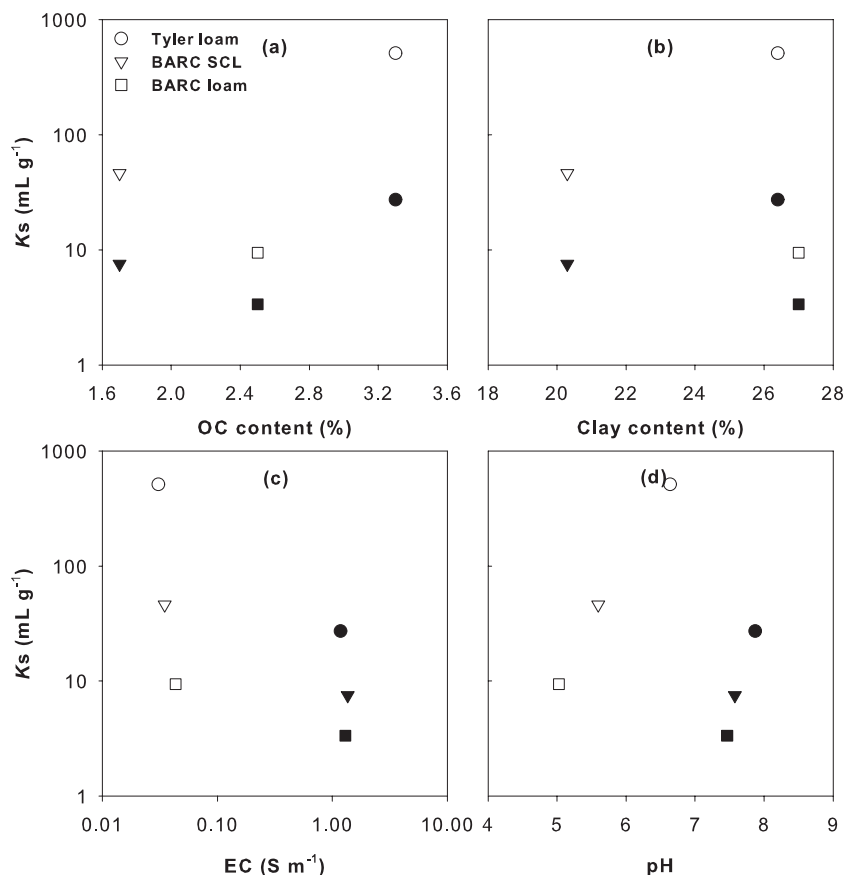 1000
100
10
1
Ks (mL g-1)
Tyler loam
BARC SCL
BARC loam
(a)
1.6 2.0 2.4 2.8 3.2 3.6
OC content (%)
(b)
18 20 22 24 26 28
Clay content (%)
1000
100
10
1
Ks (mL g-1)
(c)
0.01 0.10 1.00 10.00
EC (S m-1)
(d)
4 5 6 7 8 9
pH